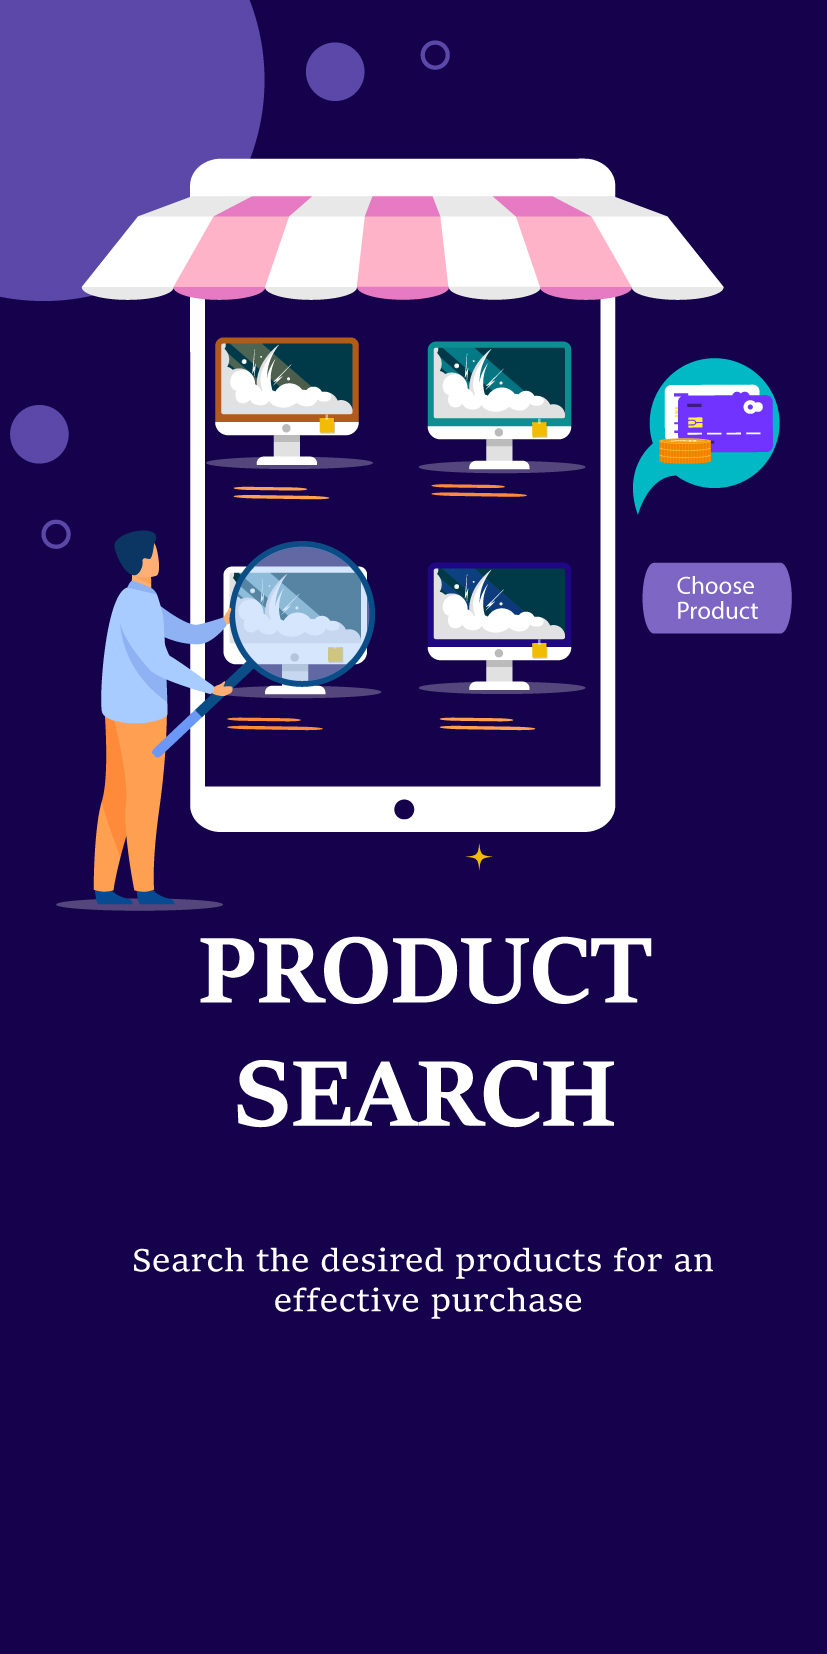 Choose
Product
PRODUCT
SEARCH
Search the desired products for an
effective purchase